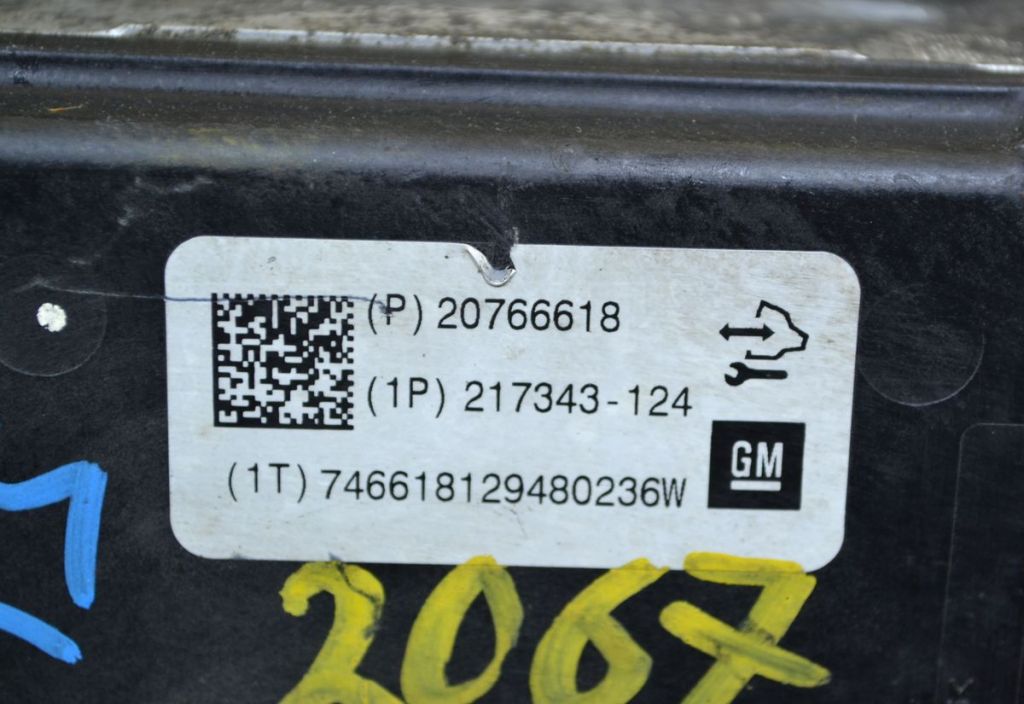 (P) 20766618
(1P) 217343-124
GM
(1T) 746618129480236W
2067